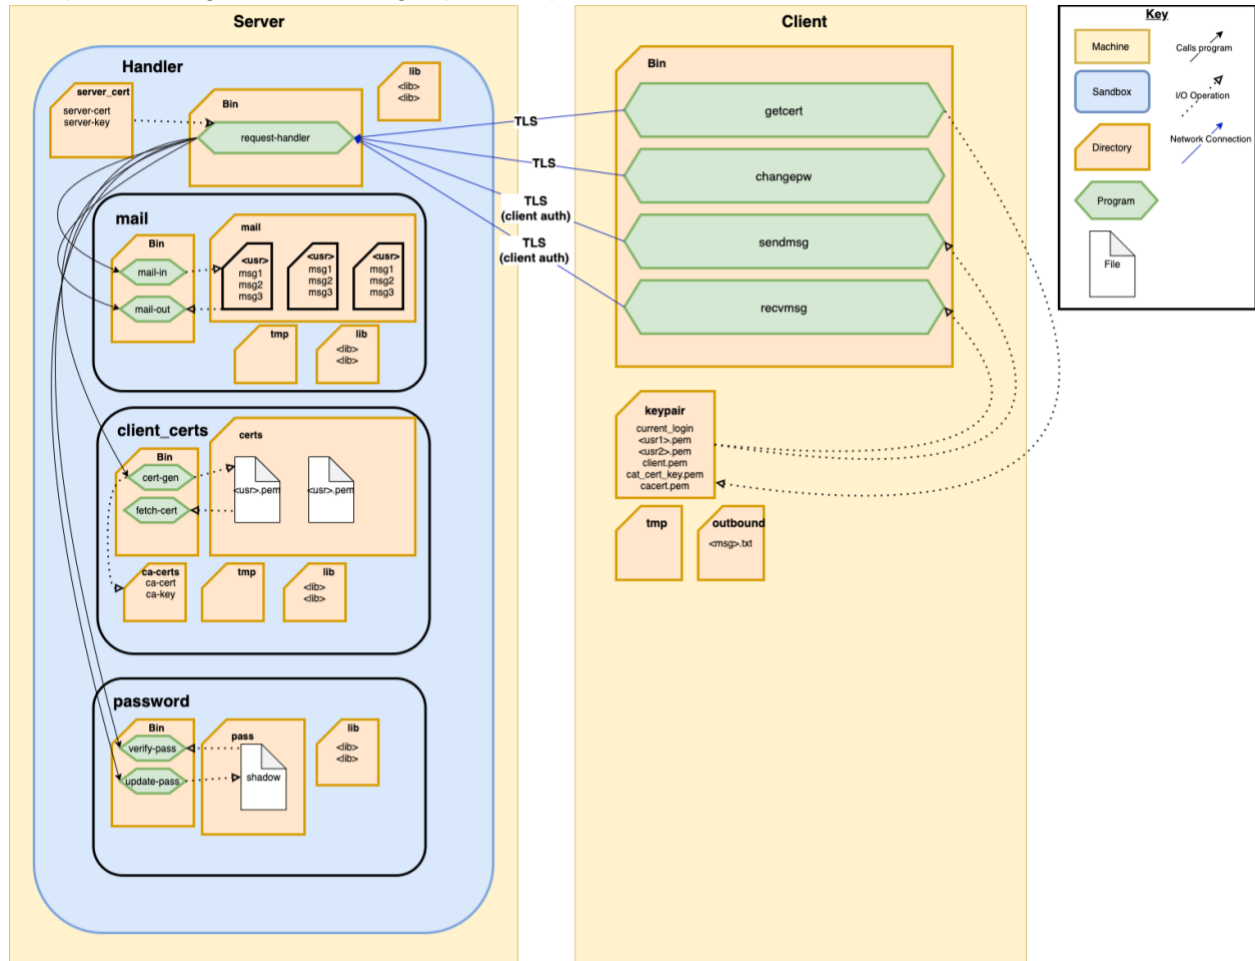 Server
Client
Key
Handler
server_cert
server-cert
server-key
Bin
request-handler
lib
<lib>
<lib>
mail
Bin
mail-in
mail-out
mail
<usr>
msg1
msg2
msg3
<usr>
msg1
msg2
msg3
<usr>
msg1
msg2
msg3
tmp
lib
<lib>
<lib>
client_certs
Bin
cert-gen
fetch-cert
certs
<usr>.pem
<usr>.pem
ca-certs
ca-cert
ca-key
tmp
lib
<lib>
<lib>
password
Bin
verify-pass
update-pass
pass
shadow
lib
<lib>
<lib>
TLS
TLS
TLS
(client auth)
TLS
(client auth)
Bin
getcert
changepw
sendmsg
recvmsg
keypair
current_login
<usr1>.pem
<usr2>.pem
client.pem
cat_cert_key.pem
cacert.pem
tmp
outbound
<msg>.txt
Machine
Calls program
Sandbox
I/O Operation
Directory
Network Connection
Program
File